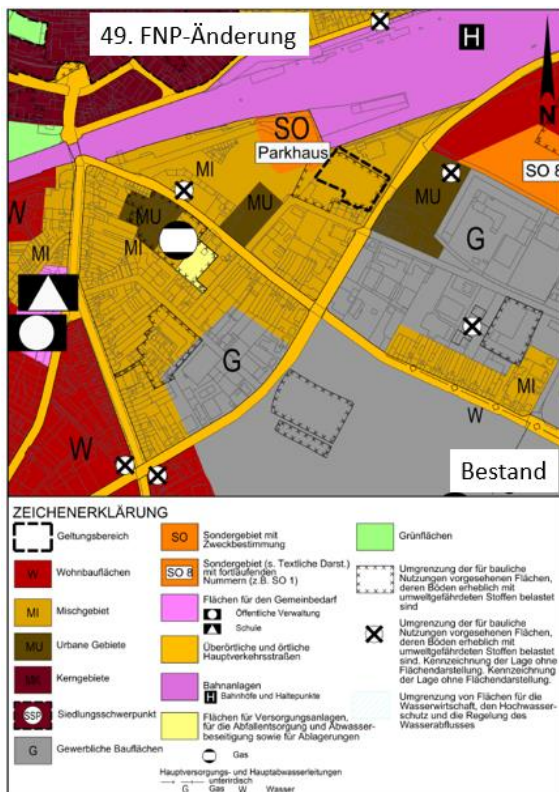 49. FNP-Änderung
H
N
SO
Parkhaus
MI
MU
SO 8
W
MU
MU
MI
G
MI
G
MI
W
W
Bestand
ZEICHENERKLÄRUNG
Geltungsbereich
W Wohnbauflächen
MI Mischgebiet
MU Urbane Gebiete
MK Kerngebiete
SSP Siedlungsschwerpunkt
G Gewerbliche Bauflächen
SO Sondergebiet mit
Zweckbestimmung
SO 8 Sondergebiet (s. Textliche Darst.)
mit fortlaufenden
Nummern (z.B. SO 1)
Flächen für den Gemeinbedarf
Öffentliche Verwaltung
Schule
Überörtliche und örtliche
Hauptverkehrsstraßen
Bahnanlagen
H Bahnhöfe und Haltepunkte
Flächen für Versorgungsanlagen,
für die Abfallentsorgung und Abwasser-
beseitigung sowie für Ablagerungen
Gas
Hauptversorgungs- und Hauptabwasserleitungen
unterirdisch
G Gas W Wasser
Grünflächen
Umgrenzung der für bauliche
Nutzungen vorgesehenen Flächen,
deren Böden erheblich mit
umweltgefährdeten Stoffen belastet
sind
Umgrenzung der für bauliche
Nutzungen vorgesehenen Flächen,
deren Böden erheblich mit
umweltgefährdeten Stoffen belastet
sind. Kennzeichnung der Lage ohne
Flächendarstellung. Kennzeichnung
der Lage ohne Flächendarstellung.
Umgrenzung von Flächen für die
Wasserwirtschaft, den Hochwasser-
schutz und die Regelung des
Wasserabflusses